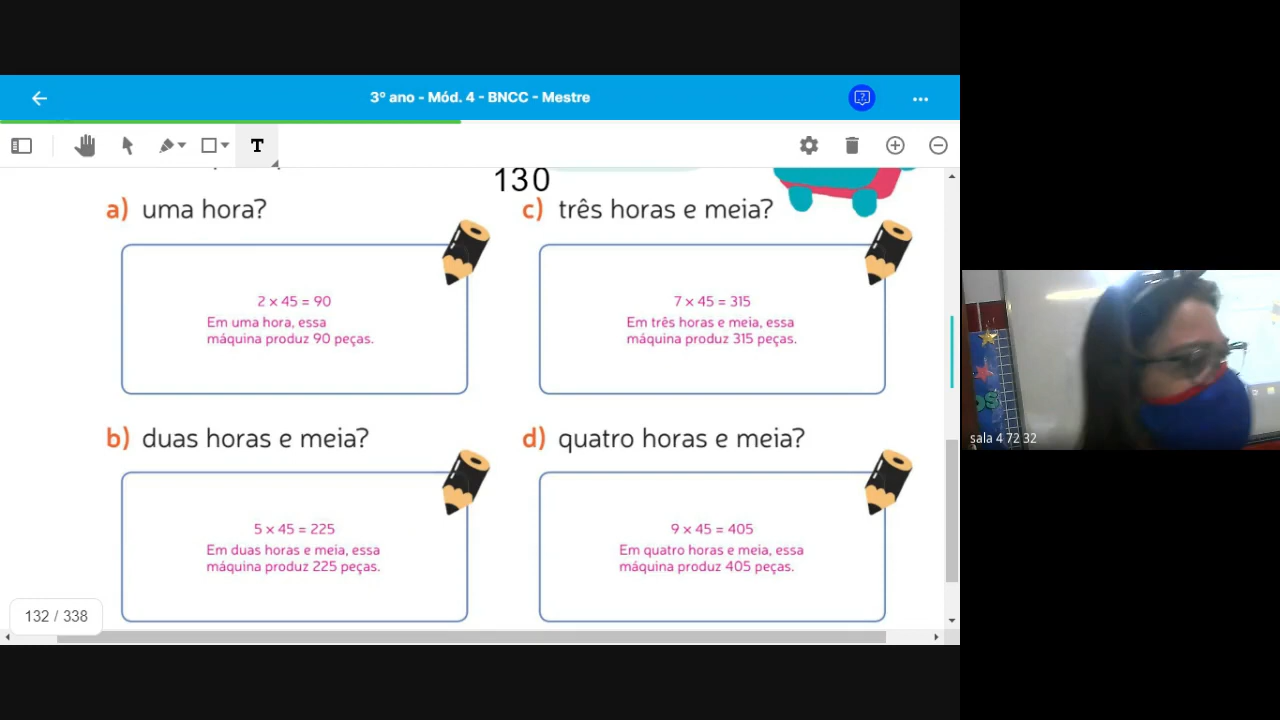 3º ano - Mód. 4 - BNCC - Mestre
T
130
a) uma hora?
2 x 45 = 90
Em uma hora, essa
máquina produz 90 peças.
c) três horas e meia?
7 x 45 = 315
Em três horas e meia, essa
máquina produz 315 peças.
b) duas horas e meia?
5 x 45 = 225
Em duas horas e meia, essa
máquina produz 225 peças.
d) quatro horas e meia?
9 x 45 = 405
Em quatro horas e meia, essa
máquina produz 405 peças.
132 / 338
sala 4 72 32